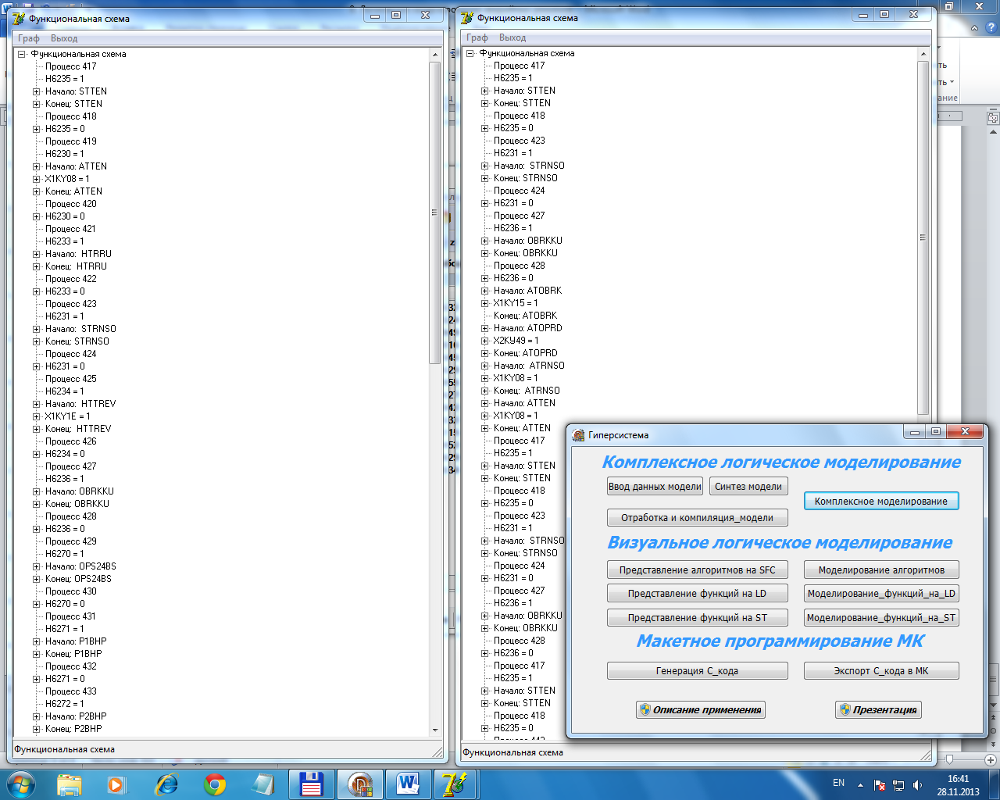 Функциональная схема
Граф Выход
Функциональная схема
Процесс 417
H6235 = 1
Начало: STTEN
Конец: STTEN
Процесс 418
H6235 = 0
Процесс 419
H6230 = 1
Начало: ATTEN
X1KY08 = 1
Конец: ATTEN
Процесс 420
H6230 = 0
Процесс 421
H6233 = 1
Начало: HTRRU
Конец: HTRRU
Процесс 422
H6233 = 0
Процесс 423
H6231 = 1
Начало: STRNSO
Конец: STRNSO
Процесс 424
H6231 = 0
Процесс 425
H6234 = 1
Начало: HTTREV
X1KY1E = 1
Конец: HTTREV
Процесс 426
H6234 = 0
Процесс 427
H6236 = 1
Начало: OBRKKU
Конец: OBRKKU
Процесс 428
H6236 = 0
Процесс 429
H6270 = 1
Начало: OPS24BS
Конец: OPS24BS
Процесс 430
H6270 = 0
Процесс 431
H6271 = 1
Начало: P1BHP
Конец: P1BHP
Процесс 432
H6271 = 0
Процесс 433
H6272 = 1
Начало: P2BHP
Конец: P2BHP
Функциональная схема
Функциональная схема
Граф Выход
Функциональная схема
Процесс 417
H6235 = 1
Начало: STTEN
Конец: STTEN
Процесс 418
H6235 = 0
Процесс 423
H6231 = 1
Начало: STRNSO
Конец: STRNSO
Процесс 424
H6231 = 0
Процесс 427
H6236 = 1
Начало: OBRKKU
Конец: OBRKKU
Процесс 428
H6236 = 0
Начало: ATOBRK
X1KY15 = 1
Конец: ATOBRK
Начало: ATOPRD
X2KУ49 = 1
Конец: ATOPRD
Начало: ATRNSO
X1KY08 = 1
Конец: ATRNSO
Начало: ATTEN
X1KY08 = 1
Конец: ATTEN
Процесс 417
H6235 = 1
Начало: STTEN
Конец: STTEN
Процесс 418
H6235 = 0
Процесс 423
H6231 = 1
Начало: STRNSO
Конец: STRNSO
Процесс 424
H6231 = 0
Процесс 427
H6236 = 1
Начало: OBRKKU
Конец: OBRKKU
Процесс 428
H6236 = 0
Процесс 417
H6235 = 1
Начало: STTEN
Конец: STTEN
Процесс 418
H6235 = 0
Функциональная схема
Гиперсистема
Комплексное логическое моделирование
Ввод данных модели Синтез модели
Комплексное моделирование
Отработка и компиляция_модели
Визуальное логическое моделирование
Представление алгоритмов на SFC Моделирование алгоритмов
Представление функций на LD Моделирование_функций_на_LD
Представление функций на ST Моделирование_функций_на_ST
Макетное программирование МК
Генерация С_кода Экспорт С_кода в МК
Описание применения Презентация
EN
16:41
28.11.2013